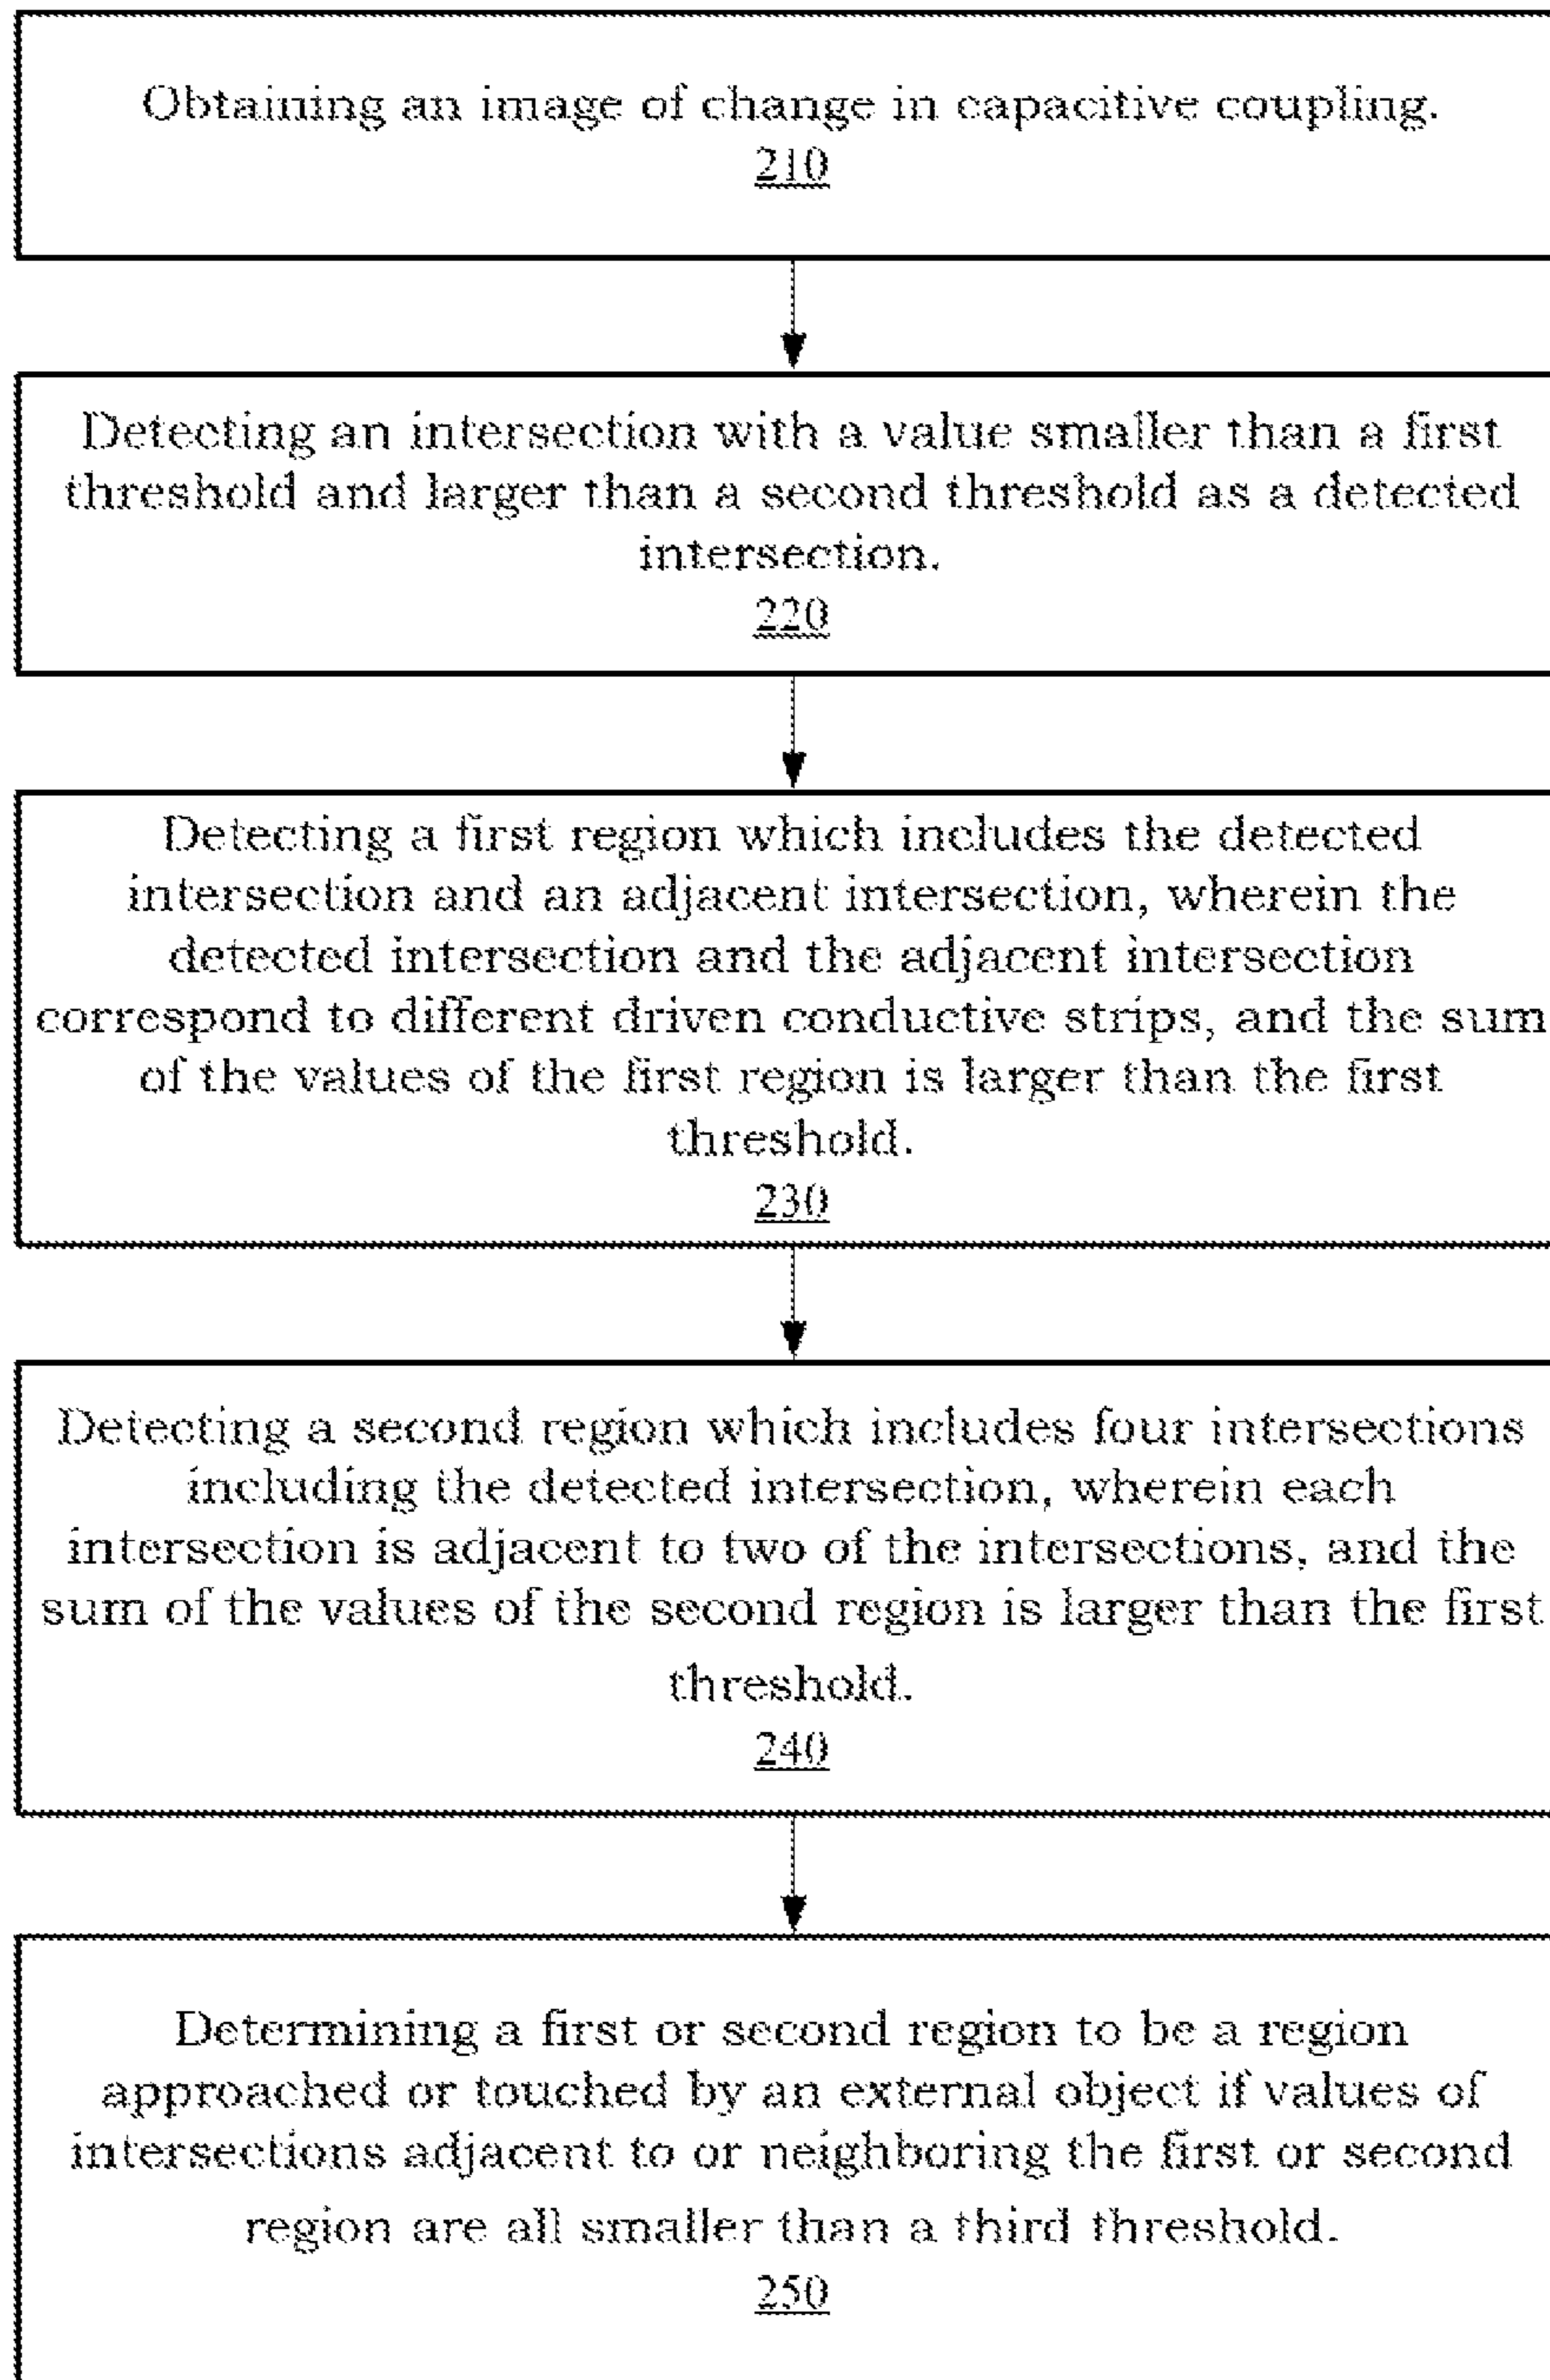 Obtaining an image of change in capacitive coupling.
210
Detecting an intersection with a value smaller than a first
threshold and larger than a second threshold as a detected
intersection.
220
Detecting a first region which includes the detected
intersection and an adjacent intersection, wherein the
detected intersection and the adjacent intersection
correspond to different driven conductive strips, and the sum
of the values of the first region is larger than the first
threshold.
230
Detecting a second region which includes four intersections
including the detected intersection, wherein each
intersection is adjacent to two of the intersections, and the
sum of the values of the second region is larger than the first
threshold.
240
Determining a first or second region to be a region
approached or touched by an external object if values of
intersections adjacent to or neighboring the first or second
region are all smaller than a third threshold.
250